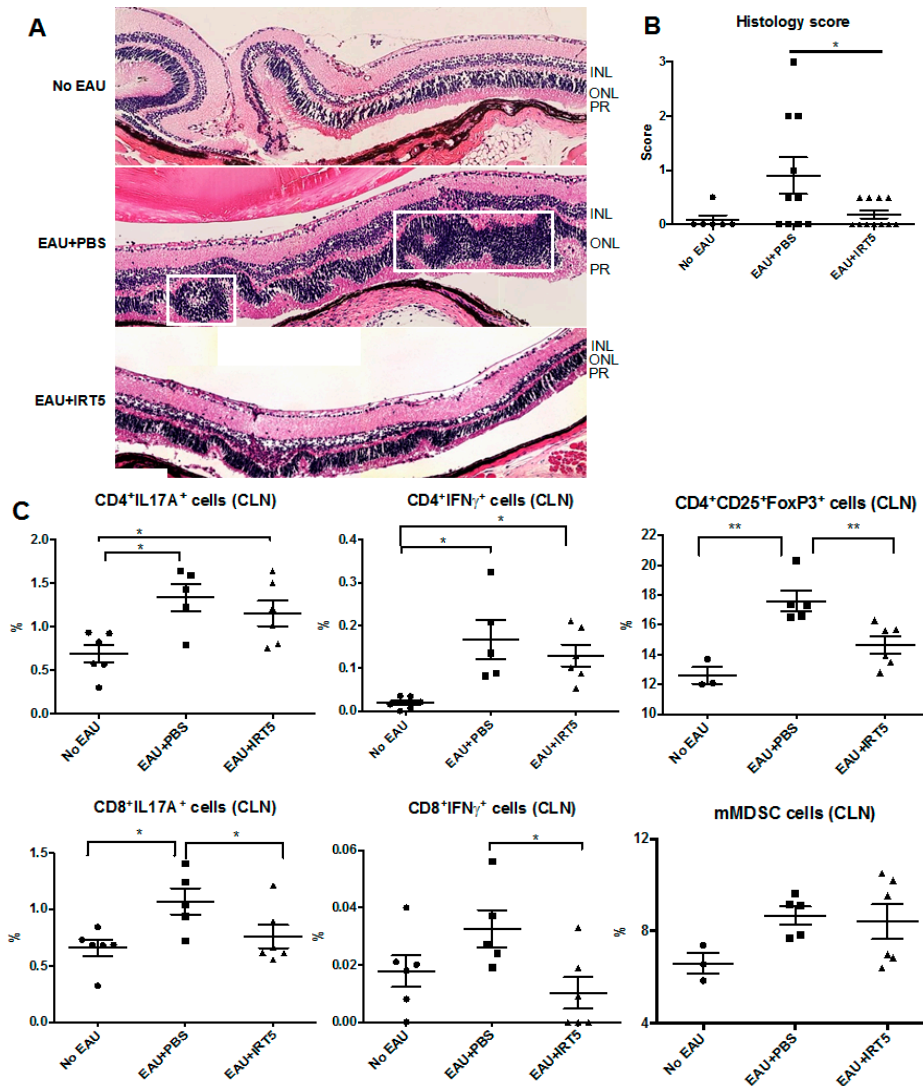 A
No EAU
INL
ONL
PR
EAU+PBS
INL
ONL
PR
EAU+IRT5
INL
ONL
PR
B
Histology score
*
Score
3
2
1
0
No EAU
EAU+PBS
EAU+IRT5
C
CD4⁺IL17A⁺ cells (CLN)
*
*
%
2.0
1.5
1.0
0.5
0.0
No EAU
EAU+PBS
EAU+IRT5
CD4⁺IFNγ⁺ cells (CLN)
*
*
%
0.4
0.3
0.2
0.1
0.0
No EAU
EAU+PBS
EAU+IRT5
CD4⁺CD25⁺FoxP3⁺ cells (CLN)
**
**
%
22
20
18
16
14
12
10
No EAU
EAU+PBS
EAU+IRT5
CD8⁺IL17A⁺ cells (CLN)
*
*
%
1.5
1.0
0.5
0.0
No EAU
EAU+PBS
EAU+IRT5
CD8⁺IFNγ⁺ cells (CLN)
*
%
0.06
0.04
0.02
0.00
No EAU
EAU+PBS
EAU+IRT5
mMDSC cells (CLN)
%
12
8
4
No EAU
EAU+PBS
EAU+IRT5